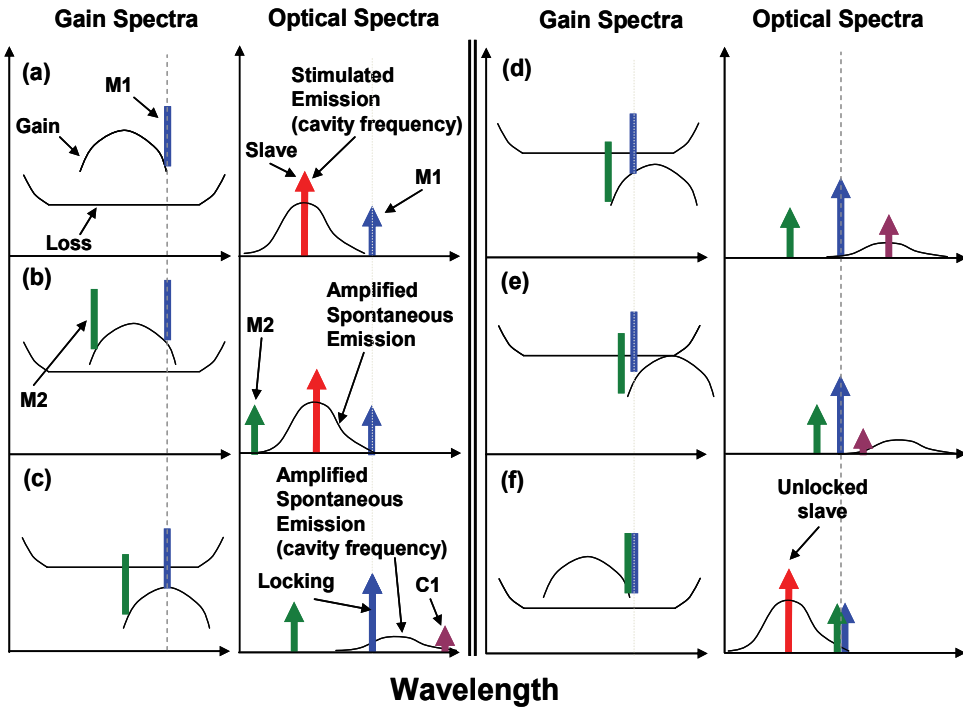 Gain Spectra
Optical Spectra
Gain Spectra
Optical Spectra
(a)
M1
Gain
Loss
Stimulated
Emission
(cavity frequency)
Slave
M1
(b)
M2
M2
Amplified
Spontaneous
Emission
(c)
Amplified
Spontaneous
Emission
(cavity frequency)
Locking
C1
(d)
(e)
(f)
Unlocked
slave
Wavelength